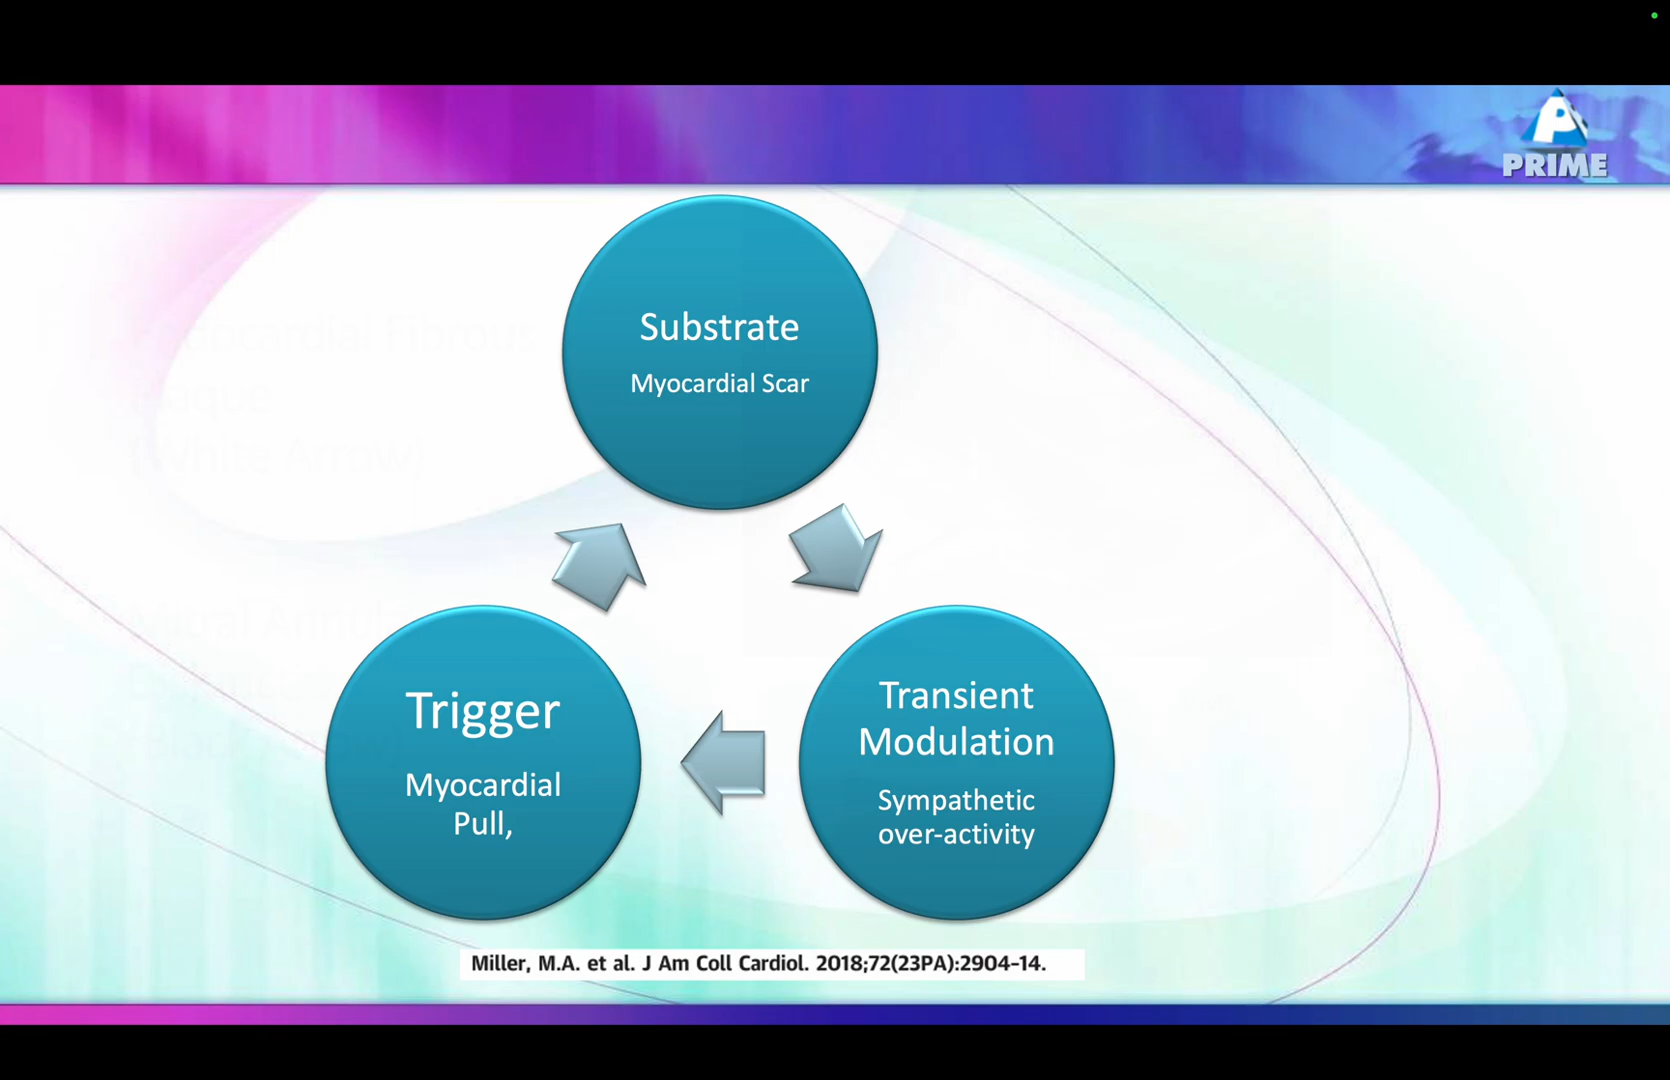 PRIME
Substrate
Myocardial Scar
Transient
Modulation
Sympathetic
over-activity
Trigger
Myocardial
Pull,
Miller, M.A. et al. J Am Coll Cardiol. 2018;72(23PA):2904-14.